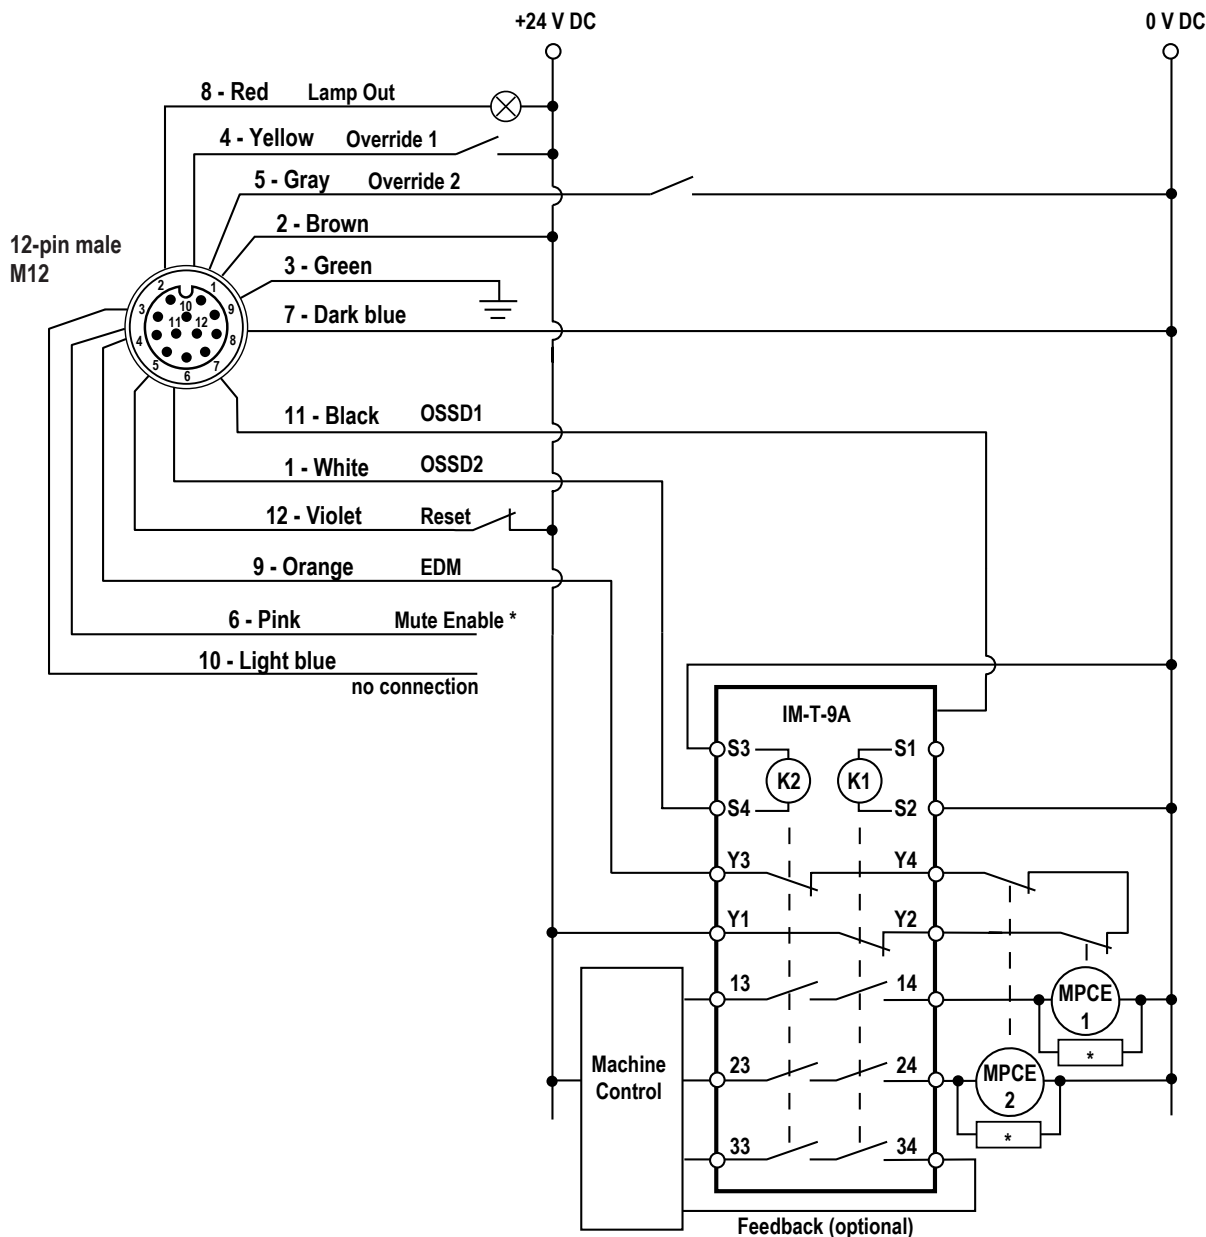 +24 V DC
0 V DC
8 - Red Lamp Out
4 - Yellow Override 1
5 - Gray Override 2
2 - Brown
12-pin male
M12
3 - Green
7 - Dark blue
2 1
3 10 9
11 12
4 8
5 7
6
11 - Black OSSD1
1 - White OSSD2
12 - Violet Reset
9 - Orange EDM
6 - Pink Mute Enable *
10 - Light blue
no connection
IM-T-9A
S3 S1
K2 K1
S4 S2
Y3 Y4
Y1 Y2
13 14
MPCE
1
*
Machine
Control
23 24
MPCE
2
*
33 34
Feedback (optional)